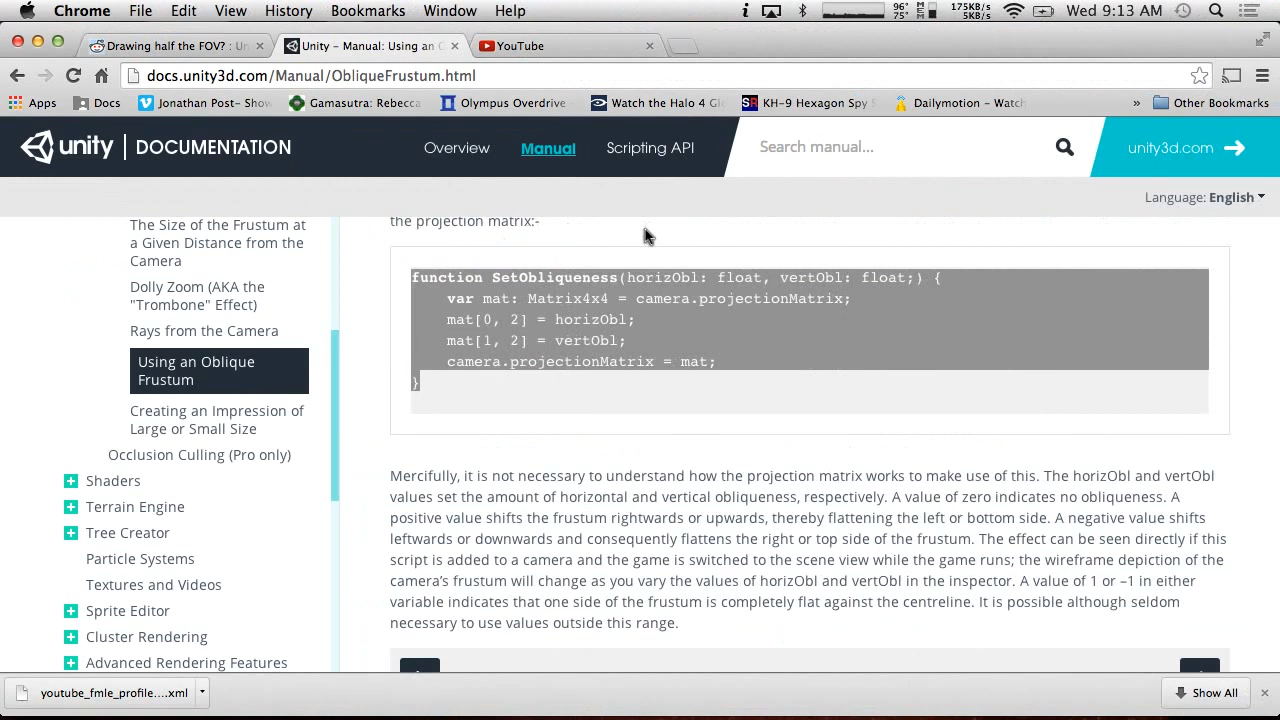 Chrome File Edit View History Bookmarks Window Help 96° 75° 175KB/s 5KB/s Wed 9:13 AM
Drawing half the FOV? : Un Unity – Manual: Using an O YouTube
docs.unity3d.com/Manual/ObliqueFrustum.html
Apps Docs Jonathan Post– Show Gamasutra: Rebecca Olympus Overdrive – Watch the Halo 4 Gl KH–9 Hexagon Spy S Dailymotion – Watch » Other Bookmarks
unity DOCUMENTATION Overview Manual Scripting API Search manual... unity3d.com
Language: English
The Size of the Frustum at
a Given Distance from the
Camera
Dolly Zoom (AKA the
"Trombone" Effect)
Rays from the Camera
Using an Oblique
Frustum
Creating an Impression of
Large or Small Size
Occlusion Culling (Pro only)
Shaders
Terrain Engine
Tree Creator
Particle Systems
Textures and Videos
Sprite Editor
Cluster Rendering
Advanced Rendering Features
the projection matrix:-
function SetObliqueness(horizObl: float, vertObl: float;) {
var mat: Matrix4x4 = camera.projectionMatrix;
mat[0, 2] = horizObl;
mat[1, 2] = vertObl;
camera.projectionMatrix = mat;
}
Mercifully, it is not necessary to understand how the projection matrix works to make use of this. The horizObl and vertObl
values set the amount of horizontal and vertical obliqueness, respectively. A value of zero indicates no obliqueness. A
positive value shifts the frustum rightwards or upwards, thereby flattening the left or bottom side. A negative value shifts
leftwards or downwards and consequently flattens the right or top side of the frustum. The effect can be seen directly if this
script is added to a camera and the game is switched to the scene view while the game runs; the wireframe depiction of the
camera's frustum will change as you vary the values of horizObl and vertObl in the inspector. A value of 1 or –1 in either
variable indicates that one side of the frustum is completely flat against the centreline. It is possible although seldom
necessary to use values outside this range.
youtube_fmle_profile....xml Show All